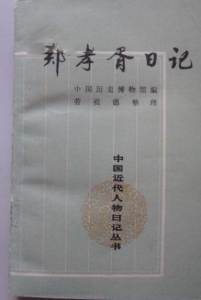 郑孝胥日记
中国历史博物馆编
劳祖德整理
中国近代人物日记丛书